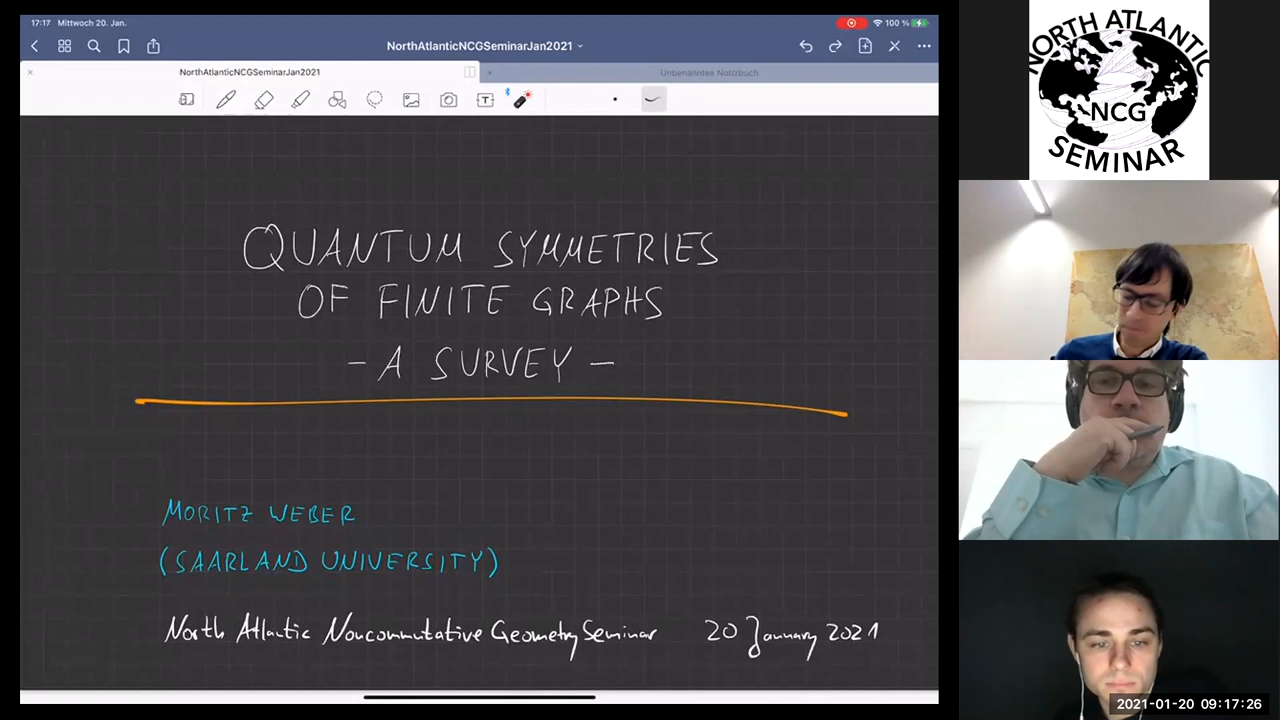 17:17 Mittwoch 20. Jan.
100 %
NorthAtlanticNCGSeminarJan2021
NorthAtlanticNCGSeminarJan2021
Unbenanntes Notizbuch
QUANTUM SYMMETRIES
OF FINITE GRAPHS
- A SURVEY -
MORITZ WEBER
(SAARLAND UNIVERSITY)
North Atlantic Noncommutative Geometry Seminar 20 January 2021
NORTH ATLANTIC
NCG
SEMINAR
2021-01-20 09:17:26